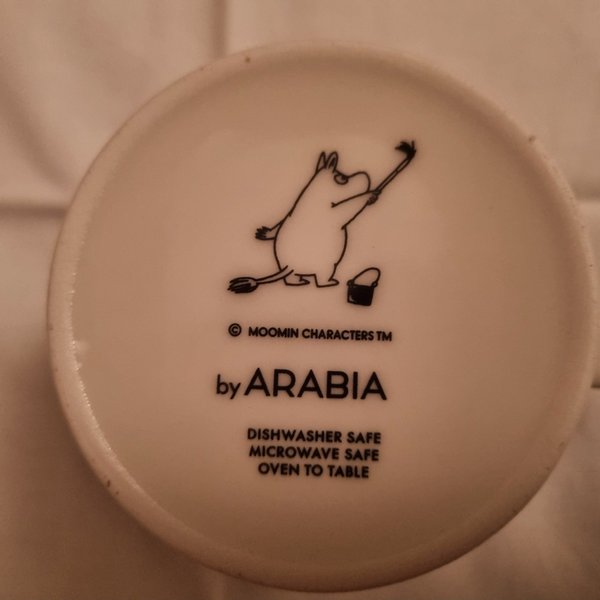 © MOOMIN CHARACTERS TM
by ARABIA
DISHWASHER SAFE
MICROWAVE SAFE
OVEN TO TABLE